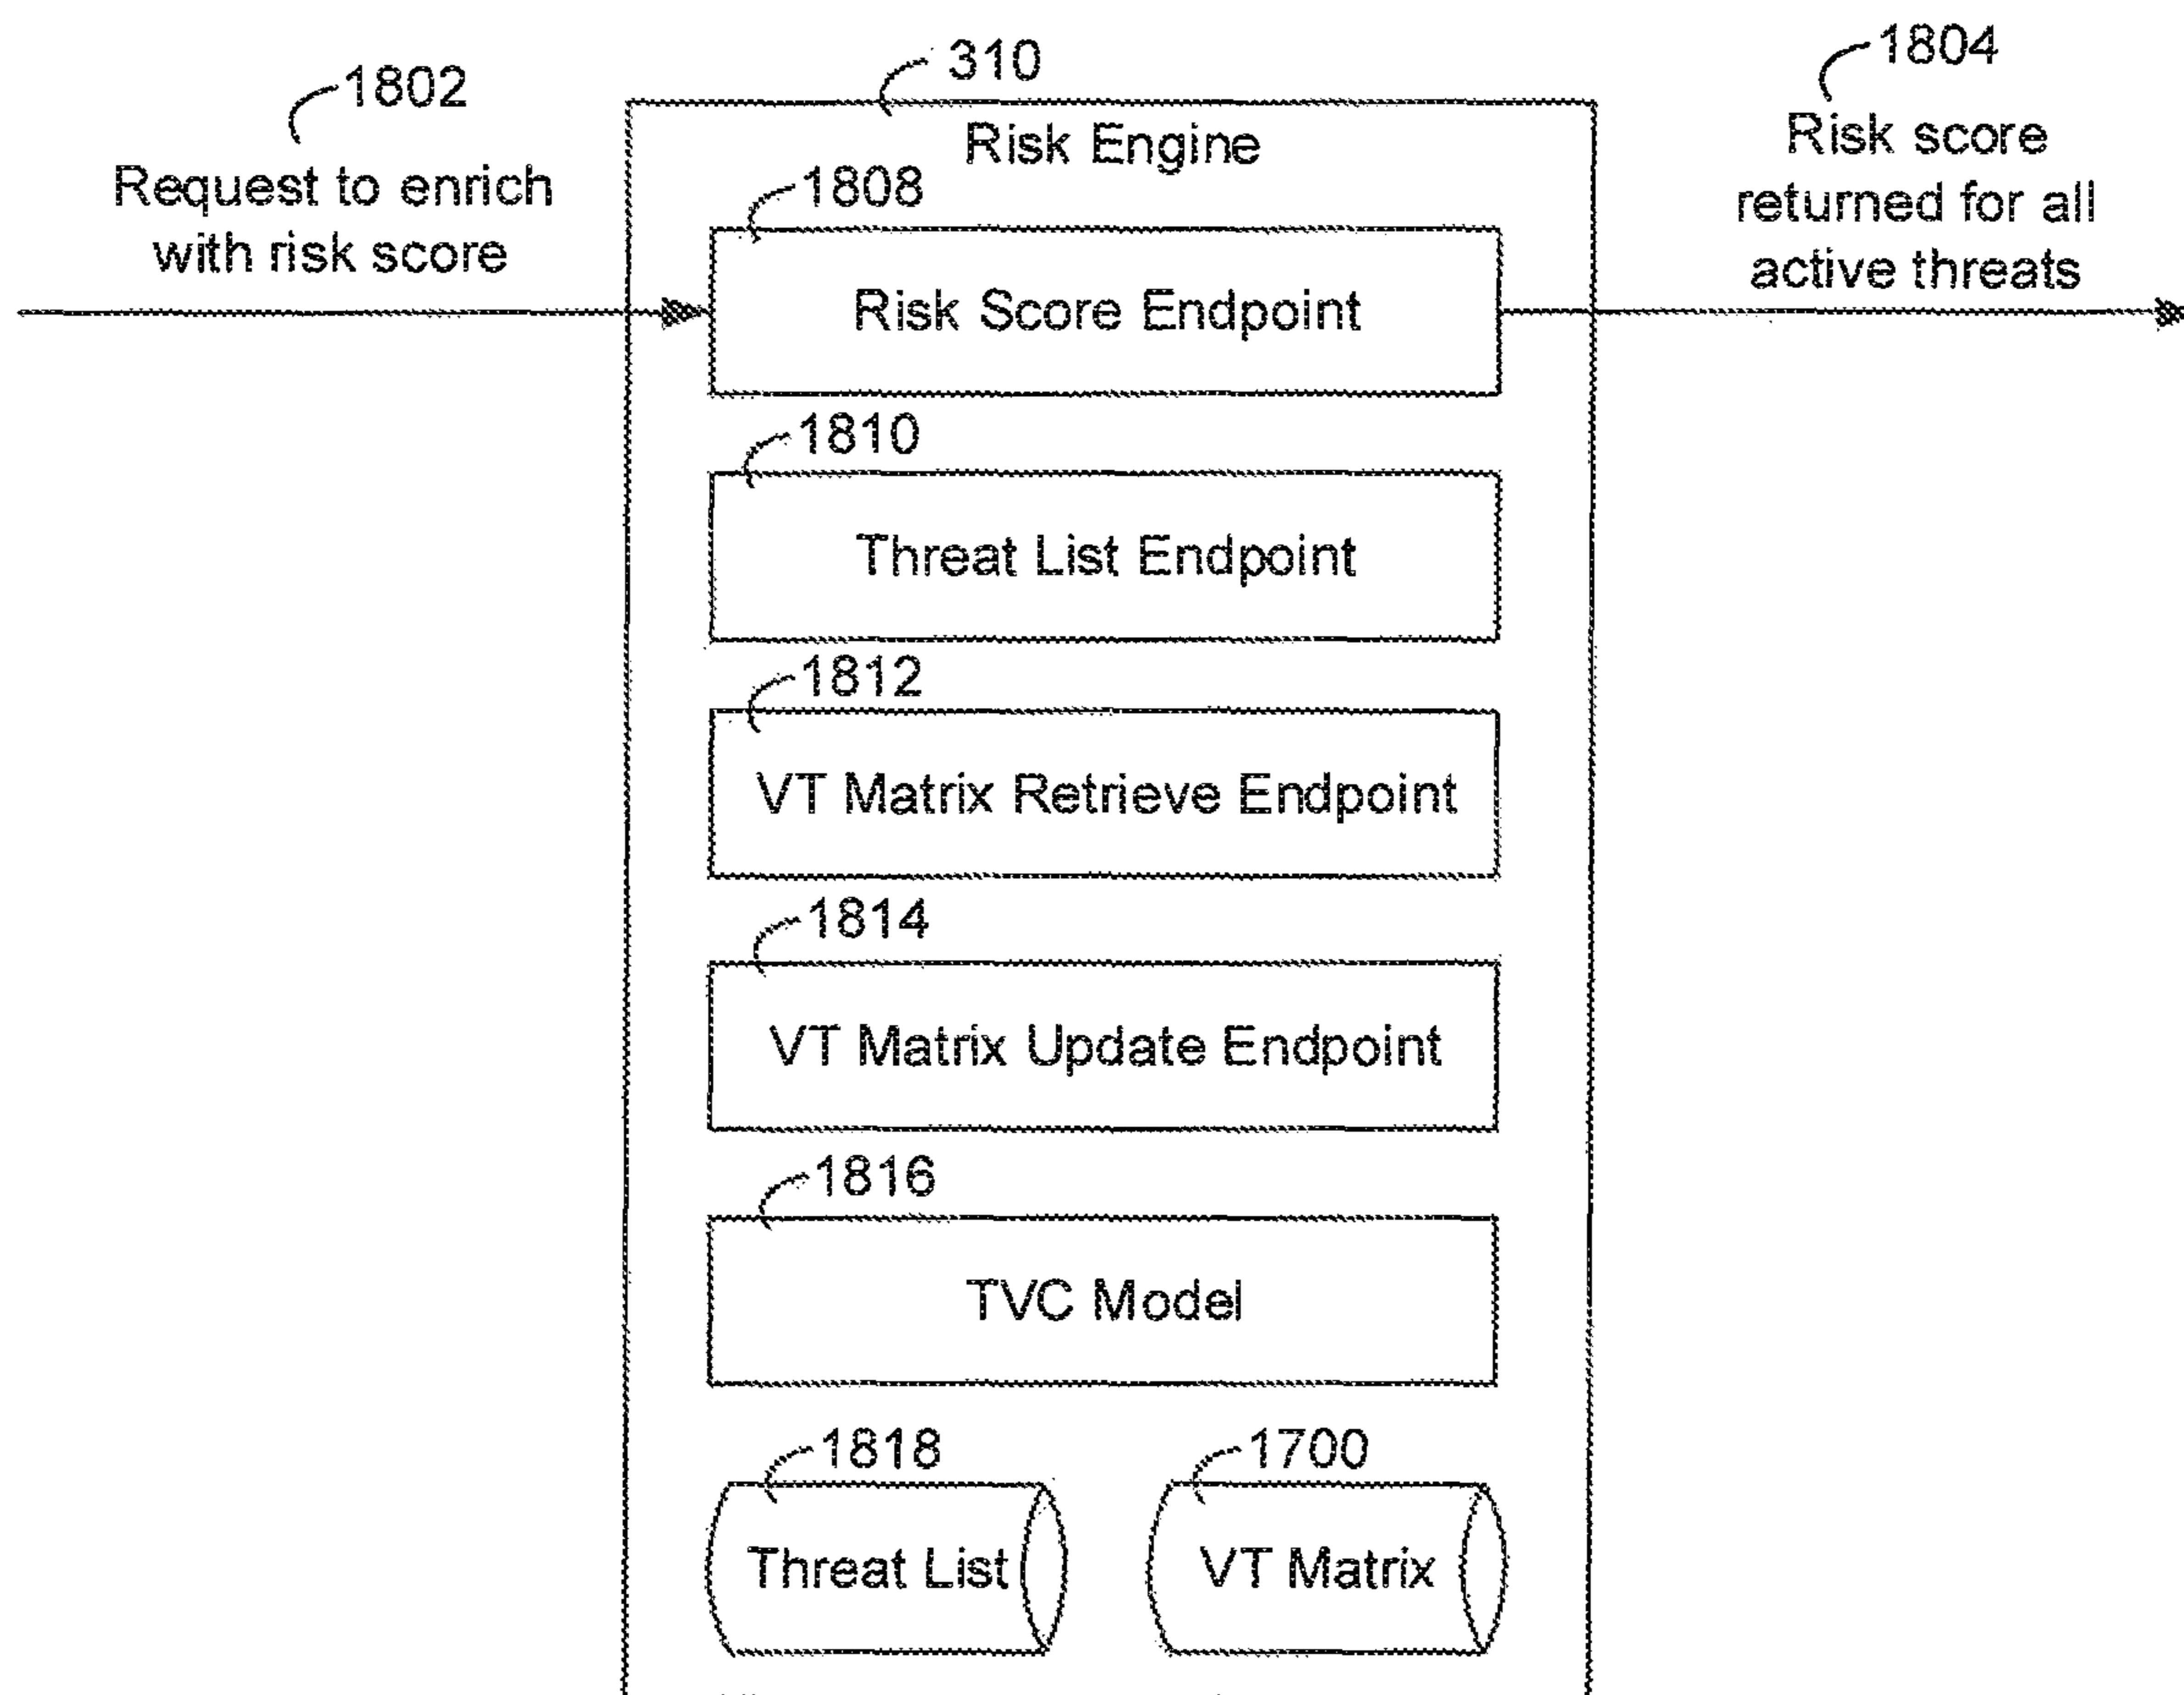 1802
Request to enrich
with risk score
310
Risk Engine
1804
Risk score
returned for all
active threats
1808
Risk Score Endpoint
1810
Threat List Endpoint
1812
VT Matrix Retrieve Endpoint
1814
VT Matrix Update Endpoint
1816
TVC Model
1818
Threat List
1700
VT Matrix